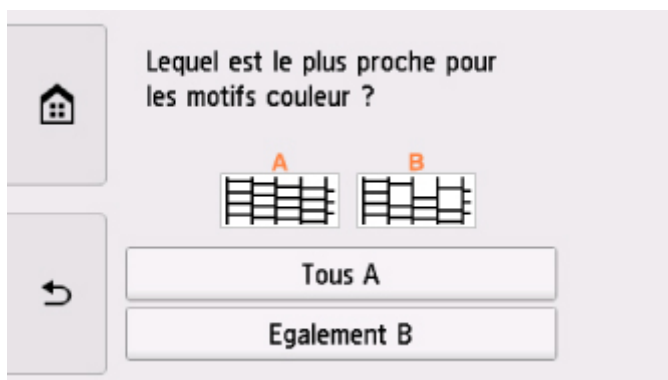 Lequel est le plus proche pour
les motifs couleur ?
A B
Tous A
Egalement B